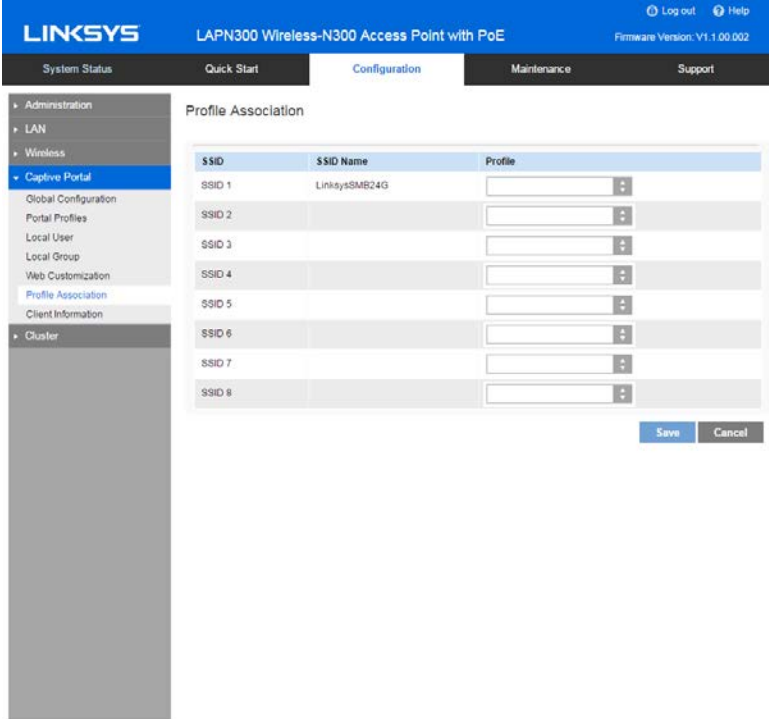 Log out Help
LINKSYS LAPN300 Wireless-N300 Access Point with PoE Firmware Version: V1.1.00.002
System Status Quick Start Configuration Maintenance Support
Administration
LAN
Wireless
Captive Portal
Global Configuration
Portal Profiles
Local User
Local Group
Web Customization
Profile Association
Client Information
Cluster
Profile Association
SSID SSID Name Profile
SSID 1 LinksysSMB24G
SSID 2
SSID 3
SSID 4
SSID 5
SSID 6
SSID 7
SSID 8
Save Cancel